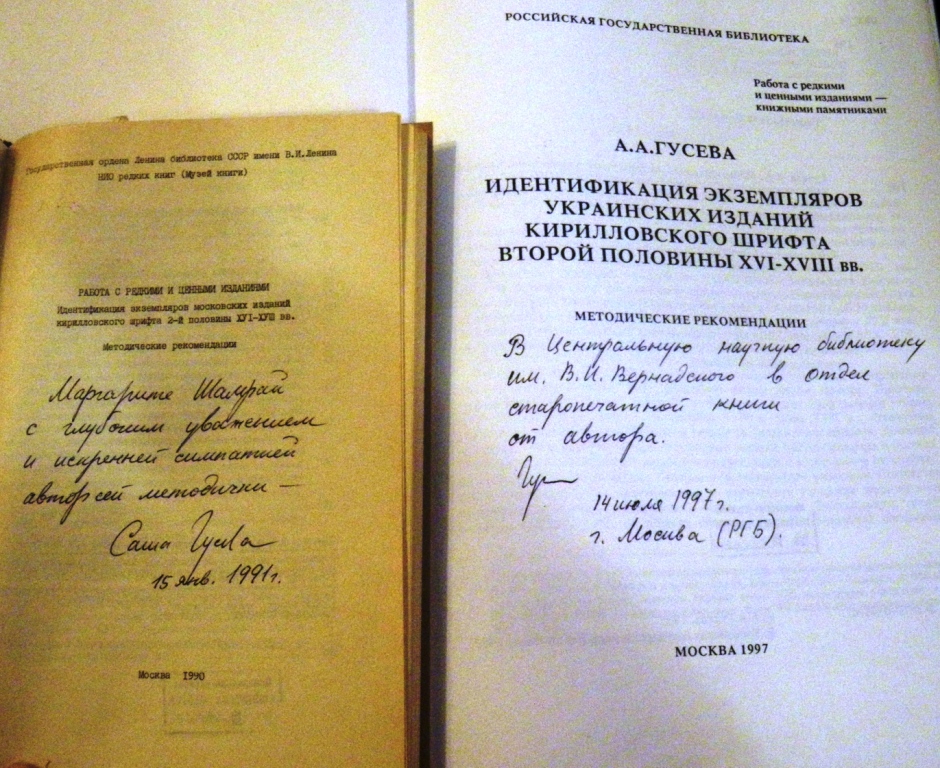 Государственная ордена Ленина библиотека СССР имени В.И.Ленина
НИО редких книг (Музей книги)
РАБОТА С РЕДКИМИ И ЦЕННЫМИ ИЗДАНИЯМИ
Идентификация экземпляров московских изданий
кирилловского шрифта 2-й половины ХУІ-ХУШ вв.
Методические рекомендации
Маргарите Шамрай
с глубоким уважением
и искренней симпатией
автор сей методички —
Саша Гусева
15 янв. 1991г.
Москва 1990
РОССИЙСКАЯ ГОСУДАРСТВЕННАЯ БИБЛИОТЕКА
Работа с редкими
и ценными изданиями —
книжными памятниками
А.А.ГУСЕВА
ИДЕНТИФИКАЦИЯ ЭКЗЕМПЛЯРОВ
УКРАИНСКИХ ИЗДАНИЙ
КИРИЛЛОВСКОГО ШРИФТА
ВТОРОЙ ПОЛОВИНЫ XVI-XVIII вв.
МЕТОДИЧЕСКИЕ РЕКОМЕНДАЦИИ
В Центральную научную библиотеку
им. В.И. Вернадского в отдел
старопечатной книги
от автора.
14 июля 1997г.
г. Москва (РГБ).
МОСКВА 1997